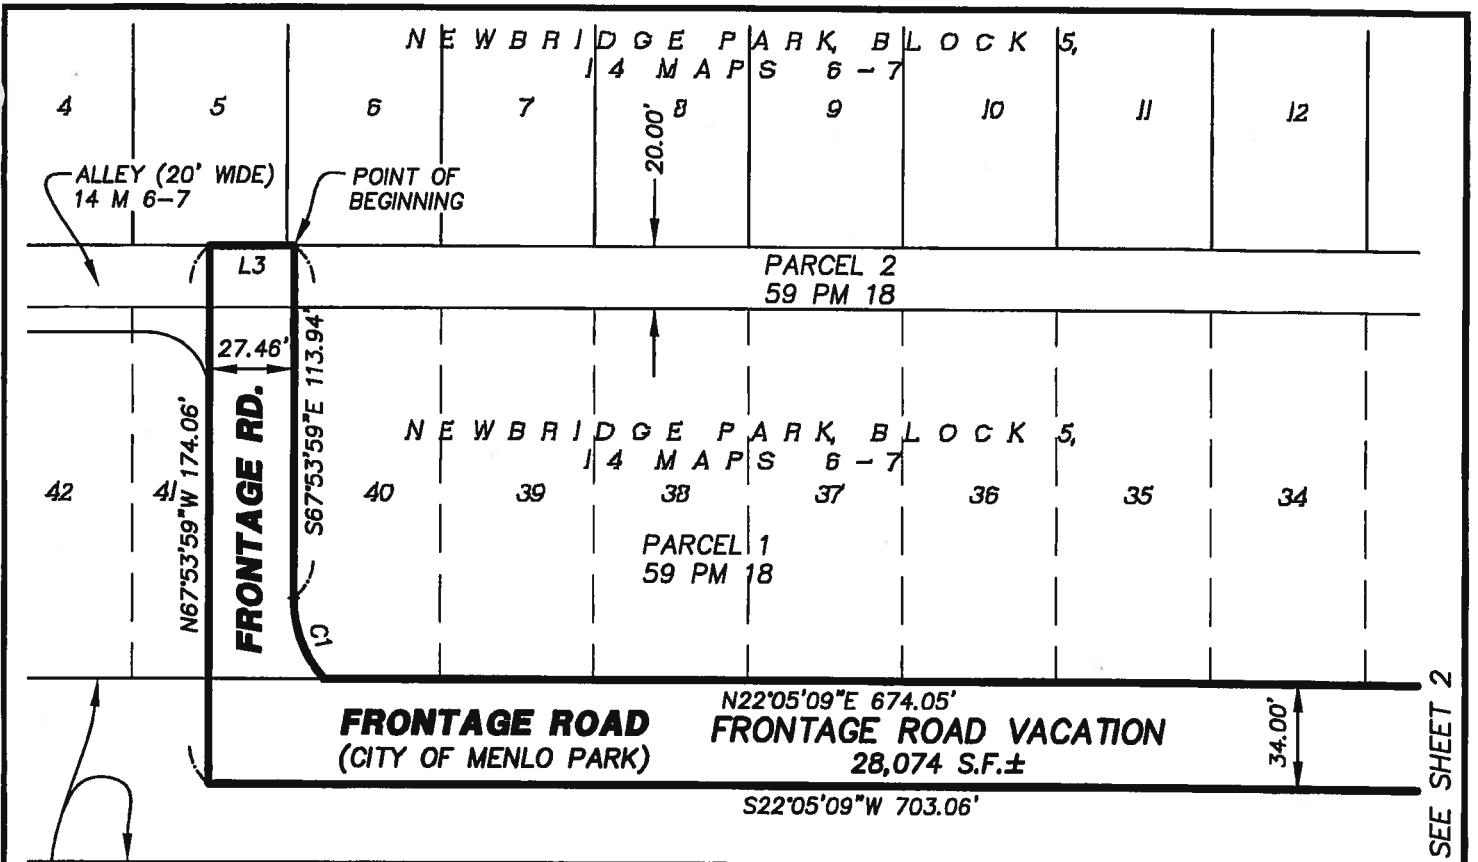 NEWBRIDGE PARK, BLOCK 5,
14 MAPS 6-7
4 5 6 7 8 9 10 11 12
20.00'
ALLEY (20' WIDE)
14 M 6-7
POINT OF
BEGINNING
L3
PARCEL 2
59 PM 18
27.46'
S67°53'59"E 113.94'
N67°53'59"W 174.06'
FRONTAGE RD.
NEWBRIDGE PARK, BLOCK 5,
14 MAPS 6-7
42 41 40 39 38 37 36 35 34
PARCEL 1
59 PM 18
C1
N22°05'09"E 674.05'
FRONTAGE ROAD
(CITY OF MENLO PARK)
FRONTAGE ROAD VACATION
28,074 S.F.±
34.00'
S22°05'09"W 703.06'
SEE SHEET 2